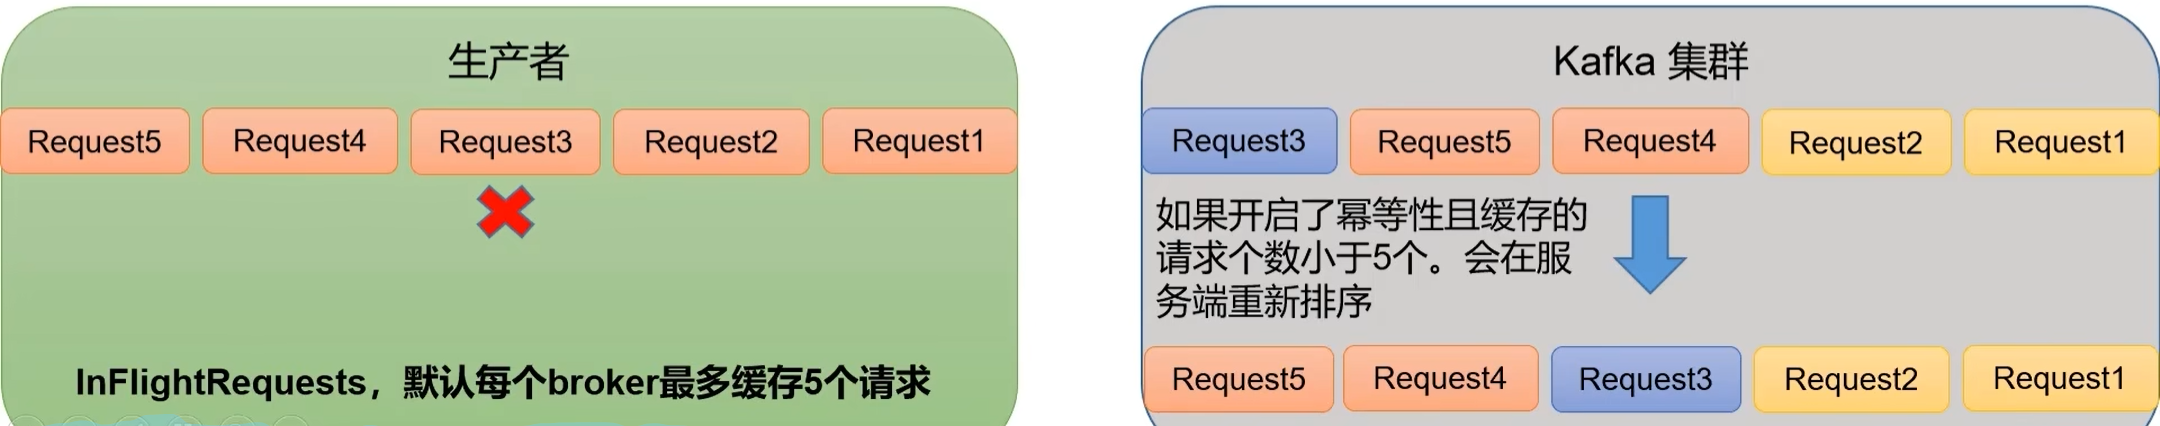 生产者
Request5 Request4 Request3 Request2 Request1
InFlightRequests，默认每个broker最多缓存5个请求
Kafka 集群
Request3 Request5 Request4 Request2 Request1
如果开启了幂等性且缓存的
请求个数小于5个。会在服
务端重新排序
Request5 Request4 Request3 Request2 Request1